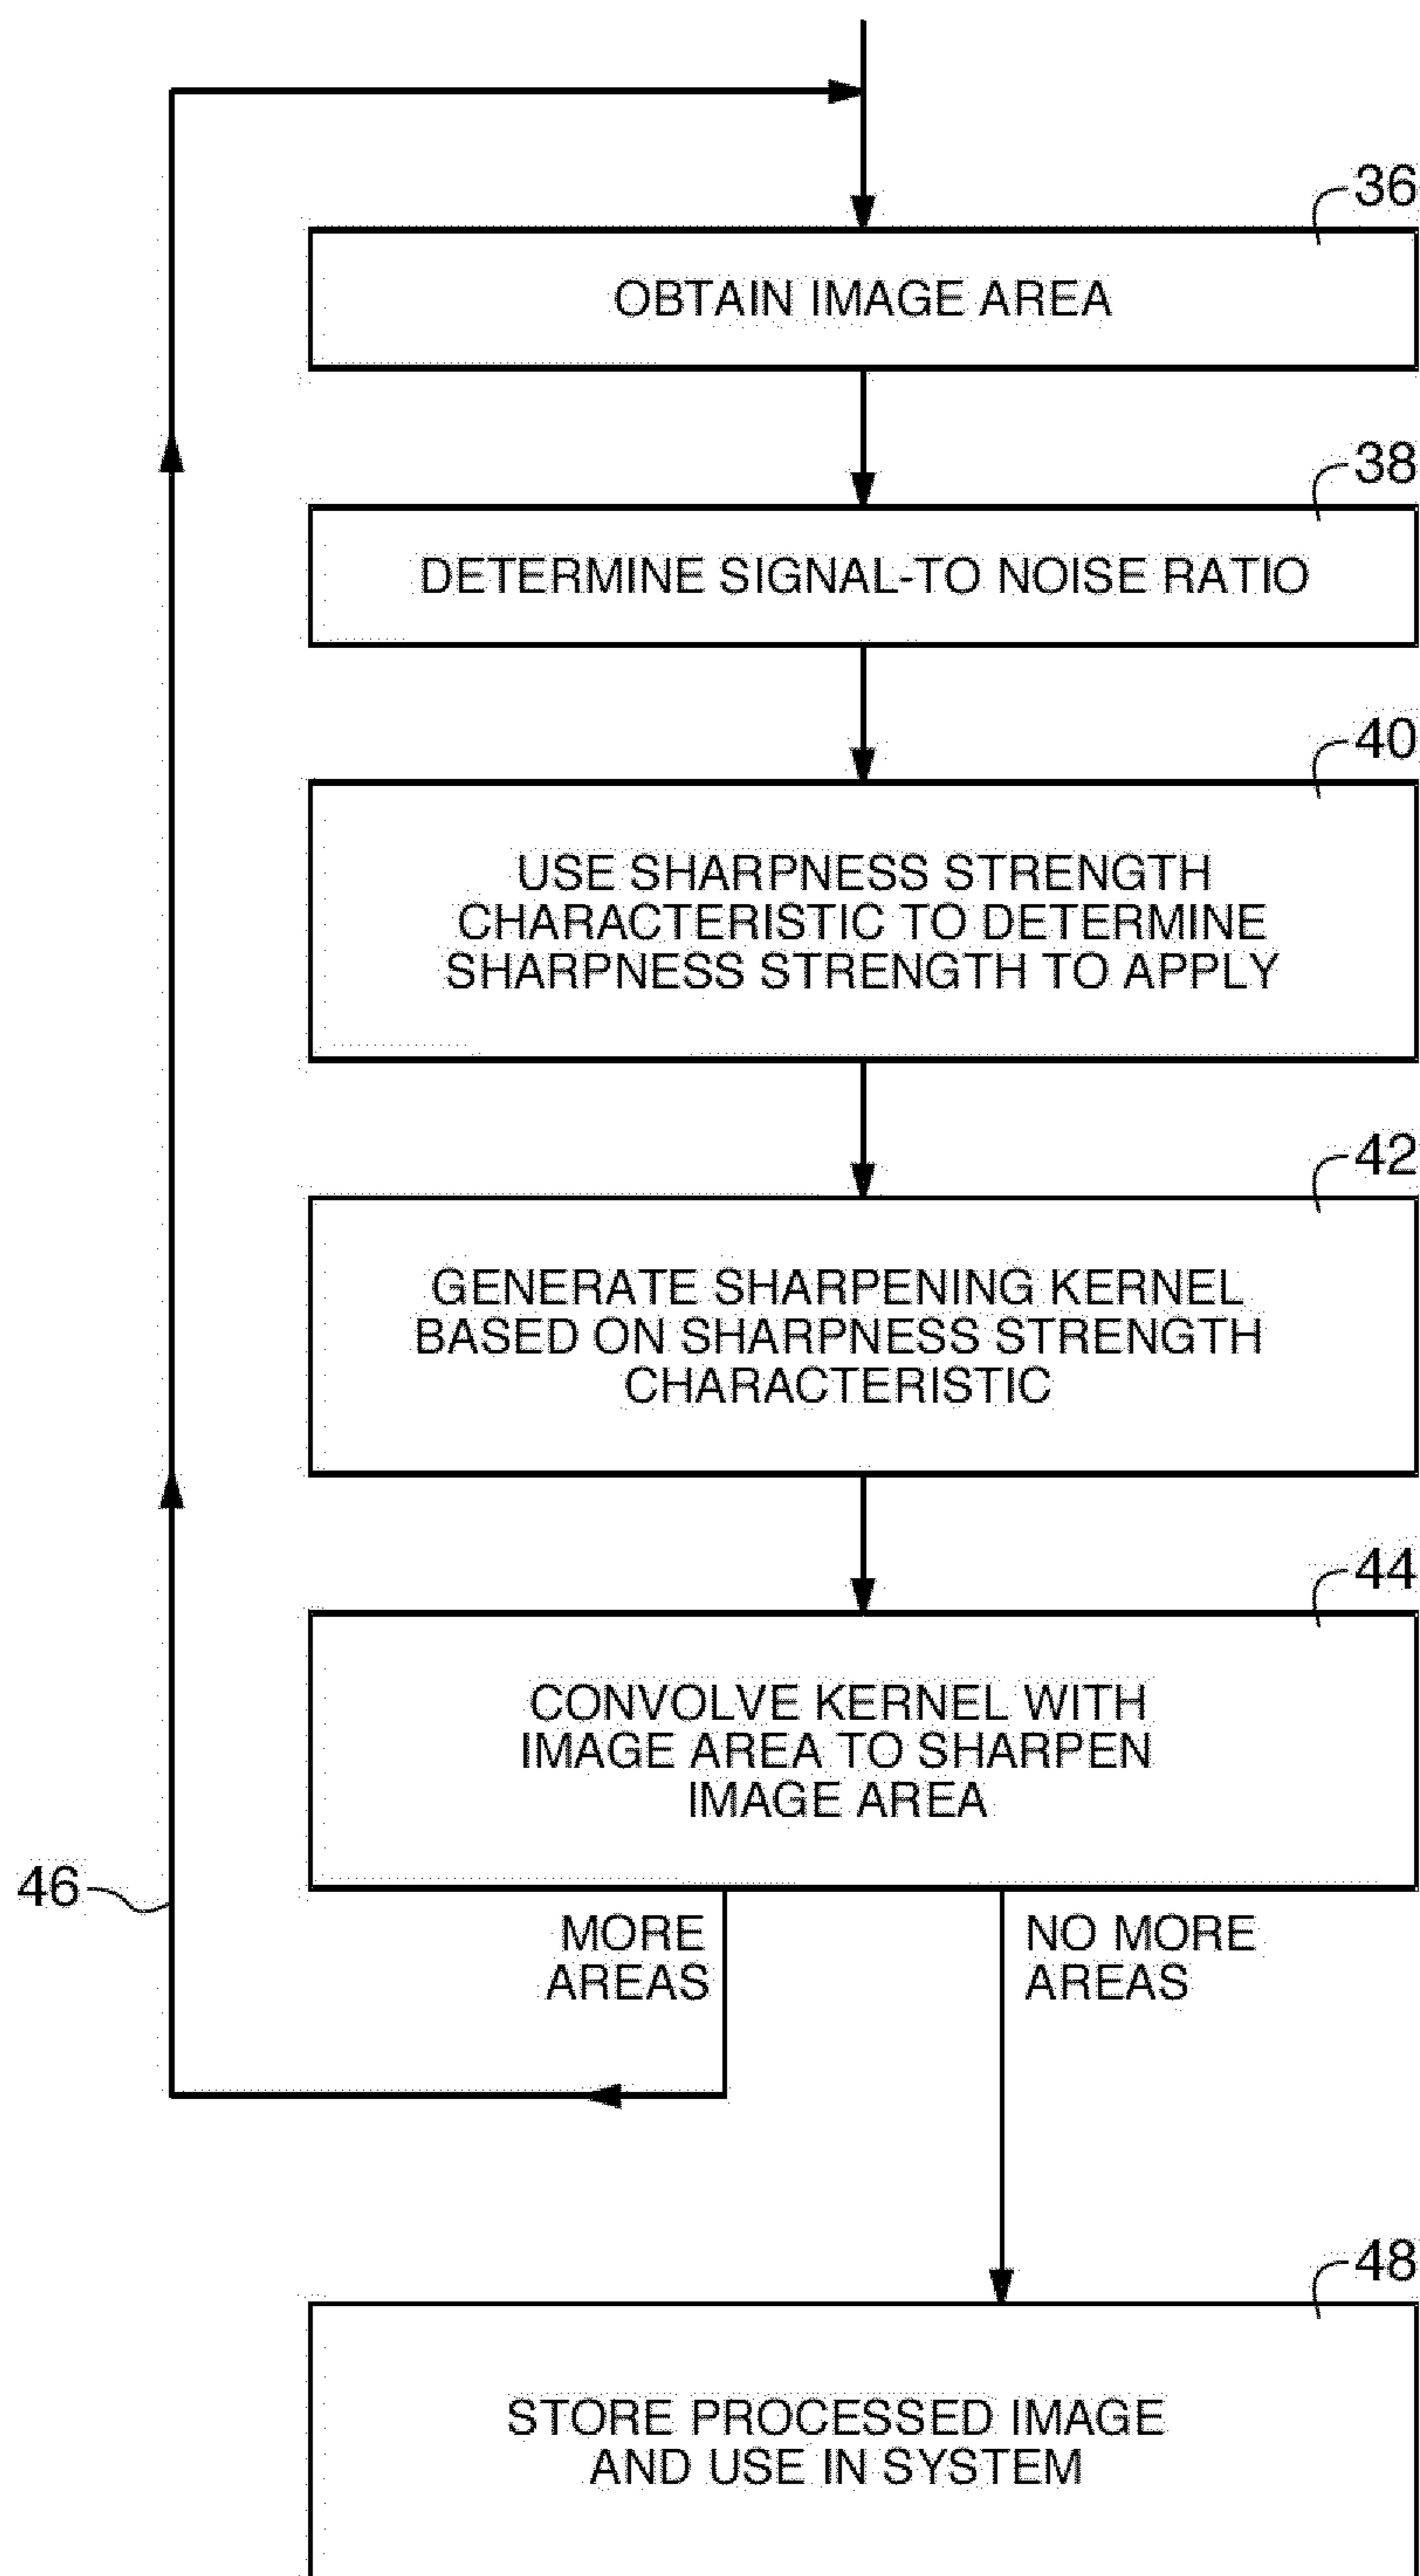 36
OBTAIN IMAGE AREA
38
DETERMINE SIGNAL-TO NOISE RATIO
40
USE SHARPNESS STRENGTH
CHARACTERISTIC TO DETERMINE
SHARPNESS STRENGTH TO APPLY
42
GENERATE SHARPENING KERNEL
BASED ON SHARPNESS STRENGTH
CHARACTERISTIC
44
CONVOLVE KERNEL WITH
IMAGE AREA TO SHARPEN
IMAGE AREA
46
MORE
AREAS
NO MORE
AREAS
48
STORE PROCESSED IMAGE
AND USE IN SYSTEM